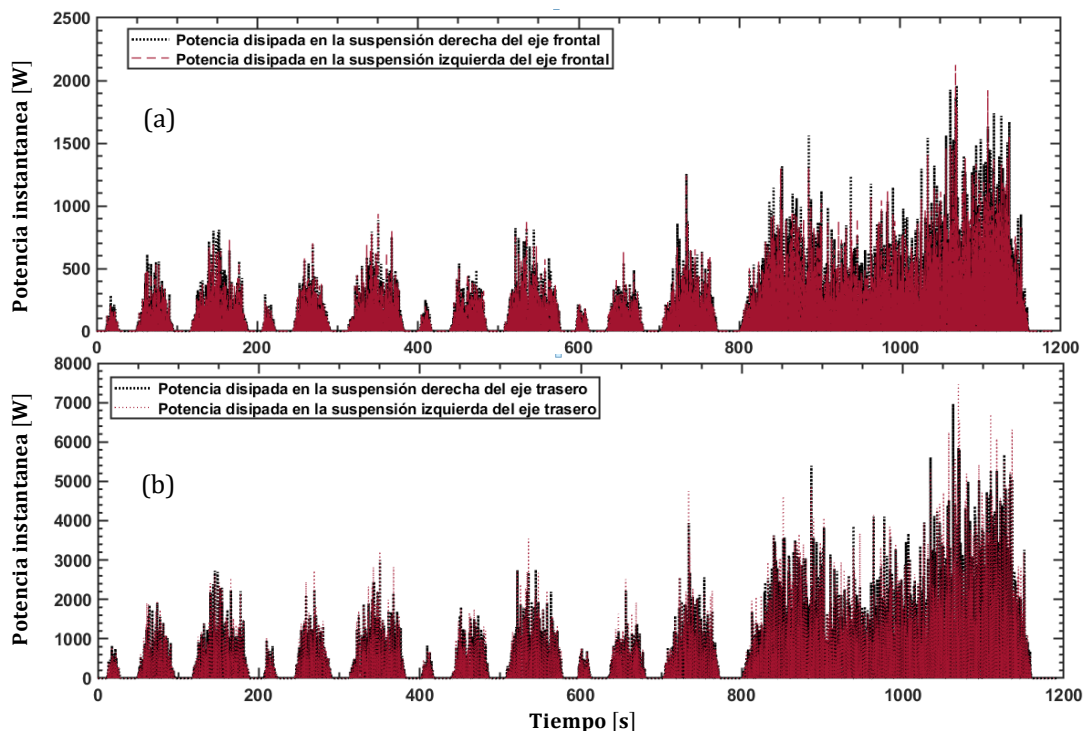 2500
2000
1500
1000
500
0
Potencia instantanea [W]
Potencia disipada en la suspensión derecha del eje frontal
Potencia disipada en la suspensión izquierda del eje frontal
(a)
0 200 400 600 800 1000 1200
8000
7000
6000
5000
4000
3000
2000
1000
0
Potencia instantanea [W]
Potencia disipada en la suspensión derecha del eje trasero
Potencia disipada en la suspensión izquierda del eje trasero
(b)
0 200 400 600 800 1000 1200
Tiempo [s]